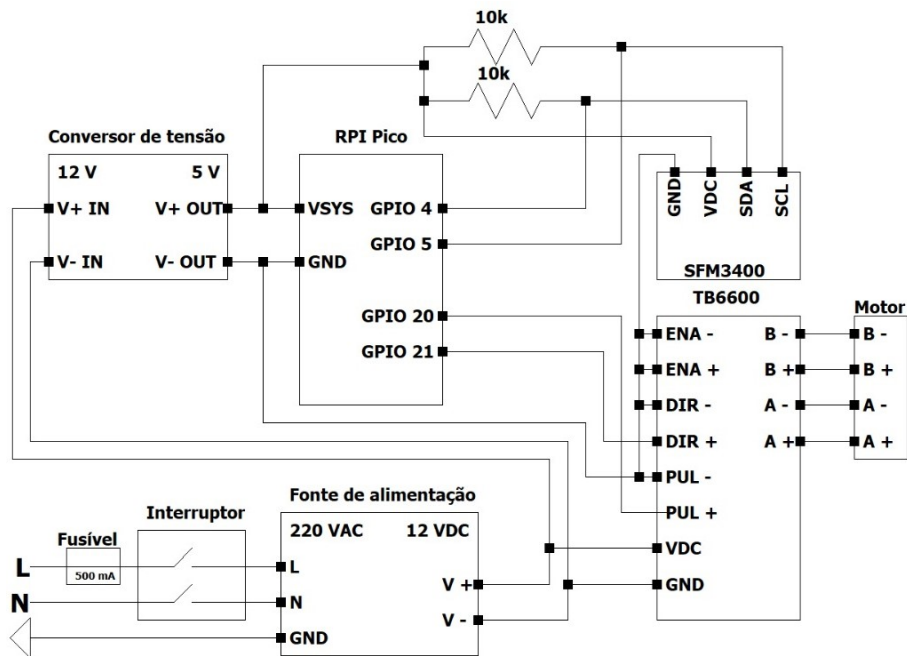 10k
10k
Conversor de tensão
12 V 5 V
V+ IN V+ OUT
V- IN V- OUT
RPI Pico
VSYS GPIO 4
GPIO 5
GND
GPIO 20
GPIO 21
GND VDC SDA SCL
SFM3400
TB6600
ENA - B -
ENA + B +
DIR - A -
DIR + A +
PUL -
PUL +
VDC
GND
Motor
B -
B +
A -
A +
Fonte de alimentação
220 VAC 12 VDC
L
N
GND
V +
V -
Interruptor
Fusível
500 mA
L
N